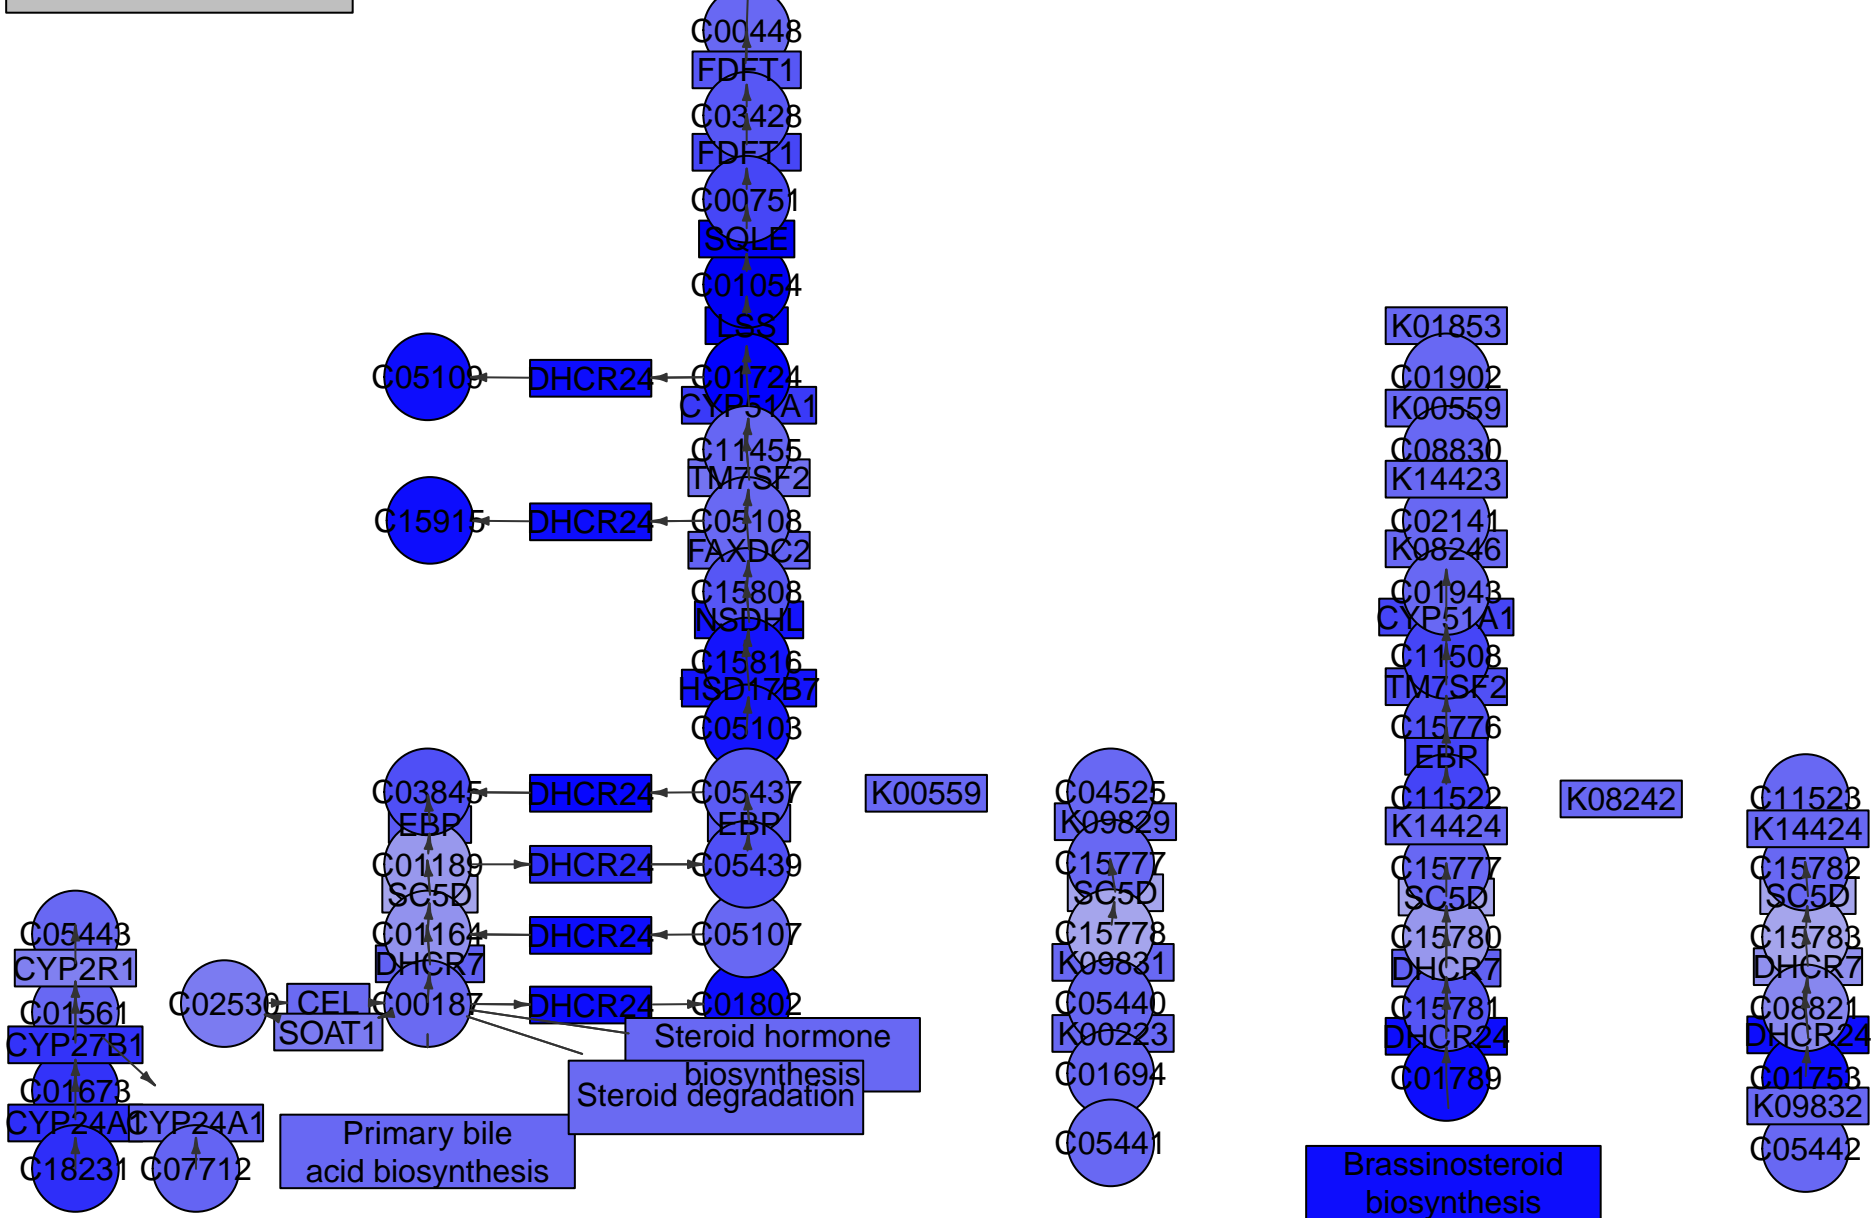 C00448
FDFT1
C03428
FDFT1
C00751
SQLE
C01054
LSS
C05109
DHCR24
C01724
CYP51A1
C11455
TM7SF2
C15915
DHCR24
C05108
FAXDC2
C15808
NSDHL
C15816
HSD17B7
C05103
C03845
DHCR24
C05437
EBP
EBP
C01189
DHCR24
C05439
SC5D
C01164
DHCR24
C05107
DHCR7
C02530
CEL
SOAT1
C00187
DHCR24
C01802
Steroid hormone
biosynthesis
Steroid degradation
Primary bile
acid biosynthesis
C05443
CYP2R1
C01561
CYP27B1
C01673
CYP24A1
CYP24A1
C18231
C07712
K00559
C04525
K09829
C15777
SC5D
C15778
K09831
C05440
K00223
C01694
C05441
K01853
C01902
K00559
C08830
K14423
C02141
K08246
C01943
CYP51A1
C11508
TM7SF2
C15776
EBP
C11522
K14424
C15777
SC5D
C15780
DHCR7
C15781
DHCR24
C01789
Brassinosteroid
biosynthesis
K08242
C11523
K14424
C15782
SC5D
C15783
DHCR7
C08821
DHCR24
C01753
K09832
C05442